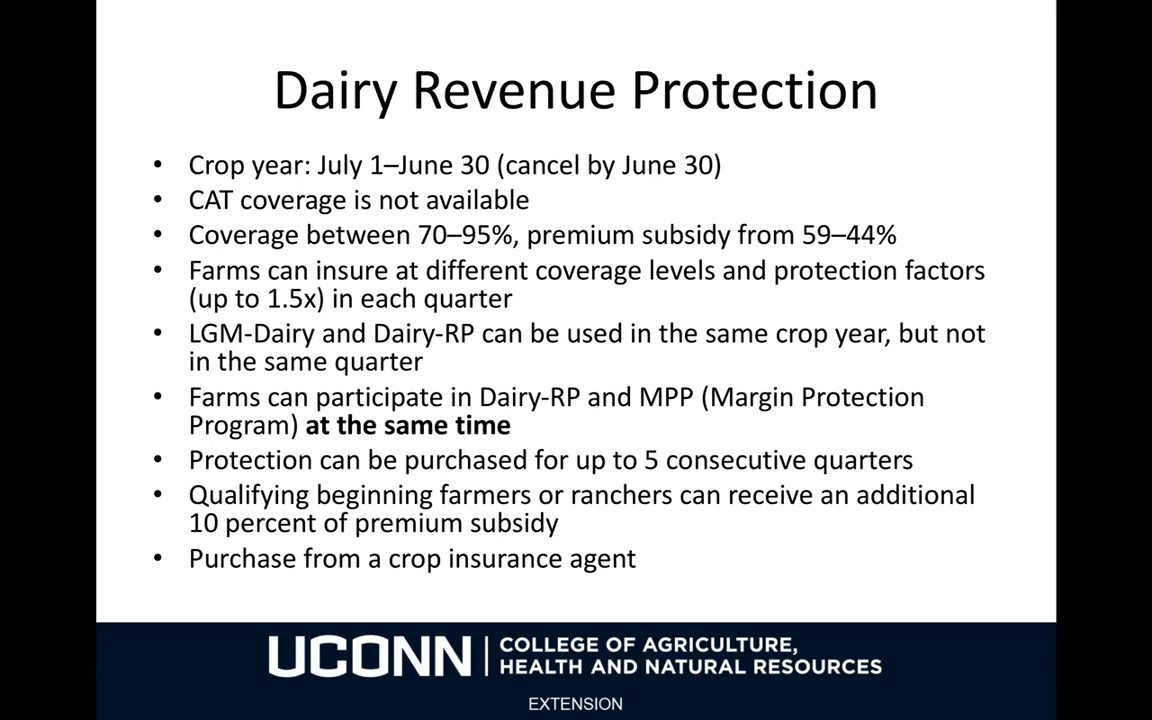 Dairy Revenue Protection
• Crop year: July 1–June 30 (cancel by June 30)
• CAT coverage is not available
• Coverage between 70–95%, premium subsidy from 59–44%
• Farms can insure at different coverage levels and protection factors
(up to 1.5x) in each quarter
• LGM-Dairy and Dairy-RP can be used in the same crop year, but not
in the same quarter
• Farms can participate in Dairy-RP and MPP (Margin Protection
Program) at the same time
• Protection can be purchased for up to 5 consecutive quarters
• Qualifying beginning farmers or ranchers can receive an additional
10 percent of premium subsidy
• Purchase from a crop insurance agent
UCONN | COLLEGE OF AGRICULTURE,
HEALTH AND NATURAL RESOURCES
EXTENSION